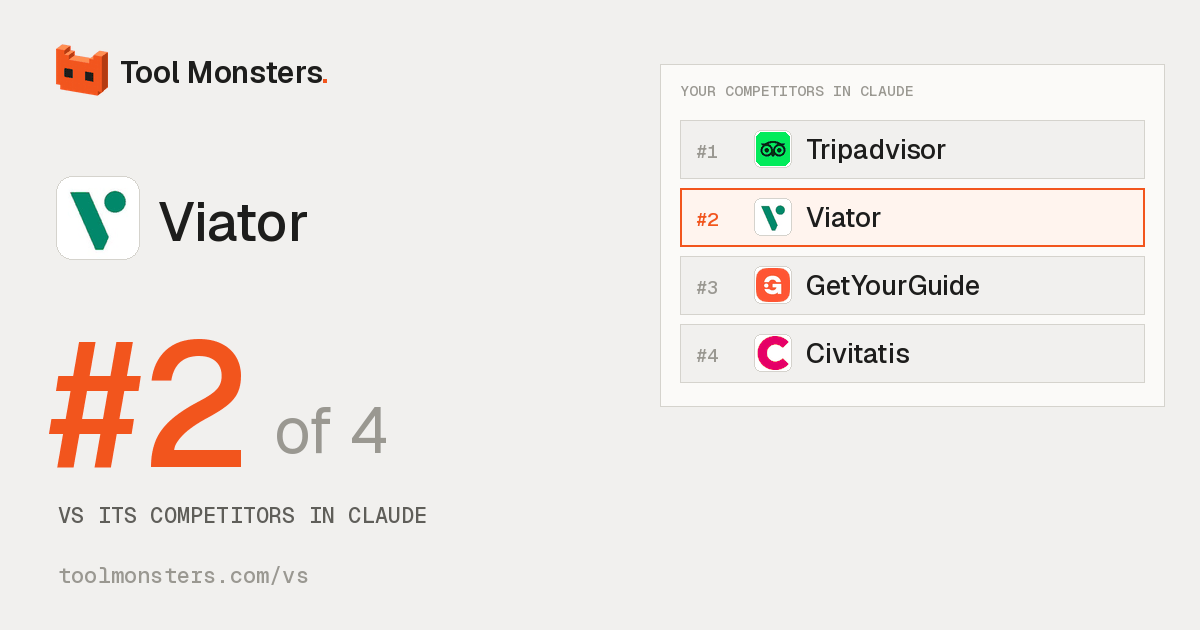 Tool Monsters.
Viator
#2 of 4
VS ITS COMPETITORS IN CLAUDE
toolmonsters.com/vs
YOUR COMPETITORS IN CLAUDE
#1 Tripadvisor
#2 Viator
#3 GetYourGuide
#4 Civitatis